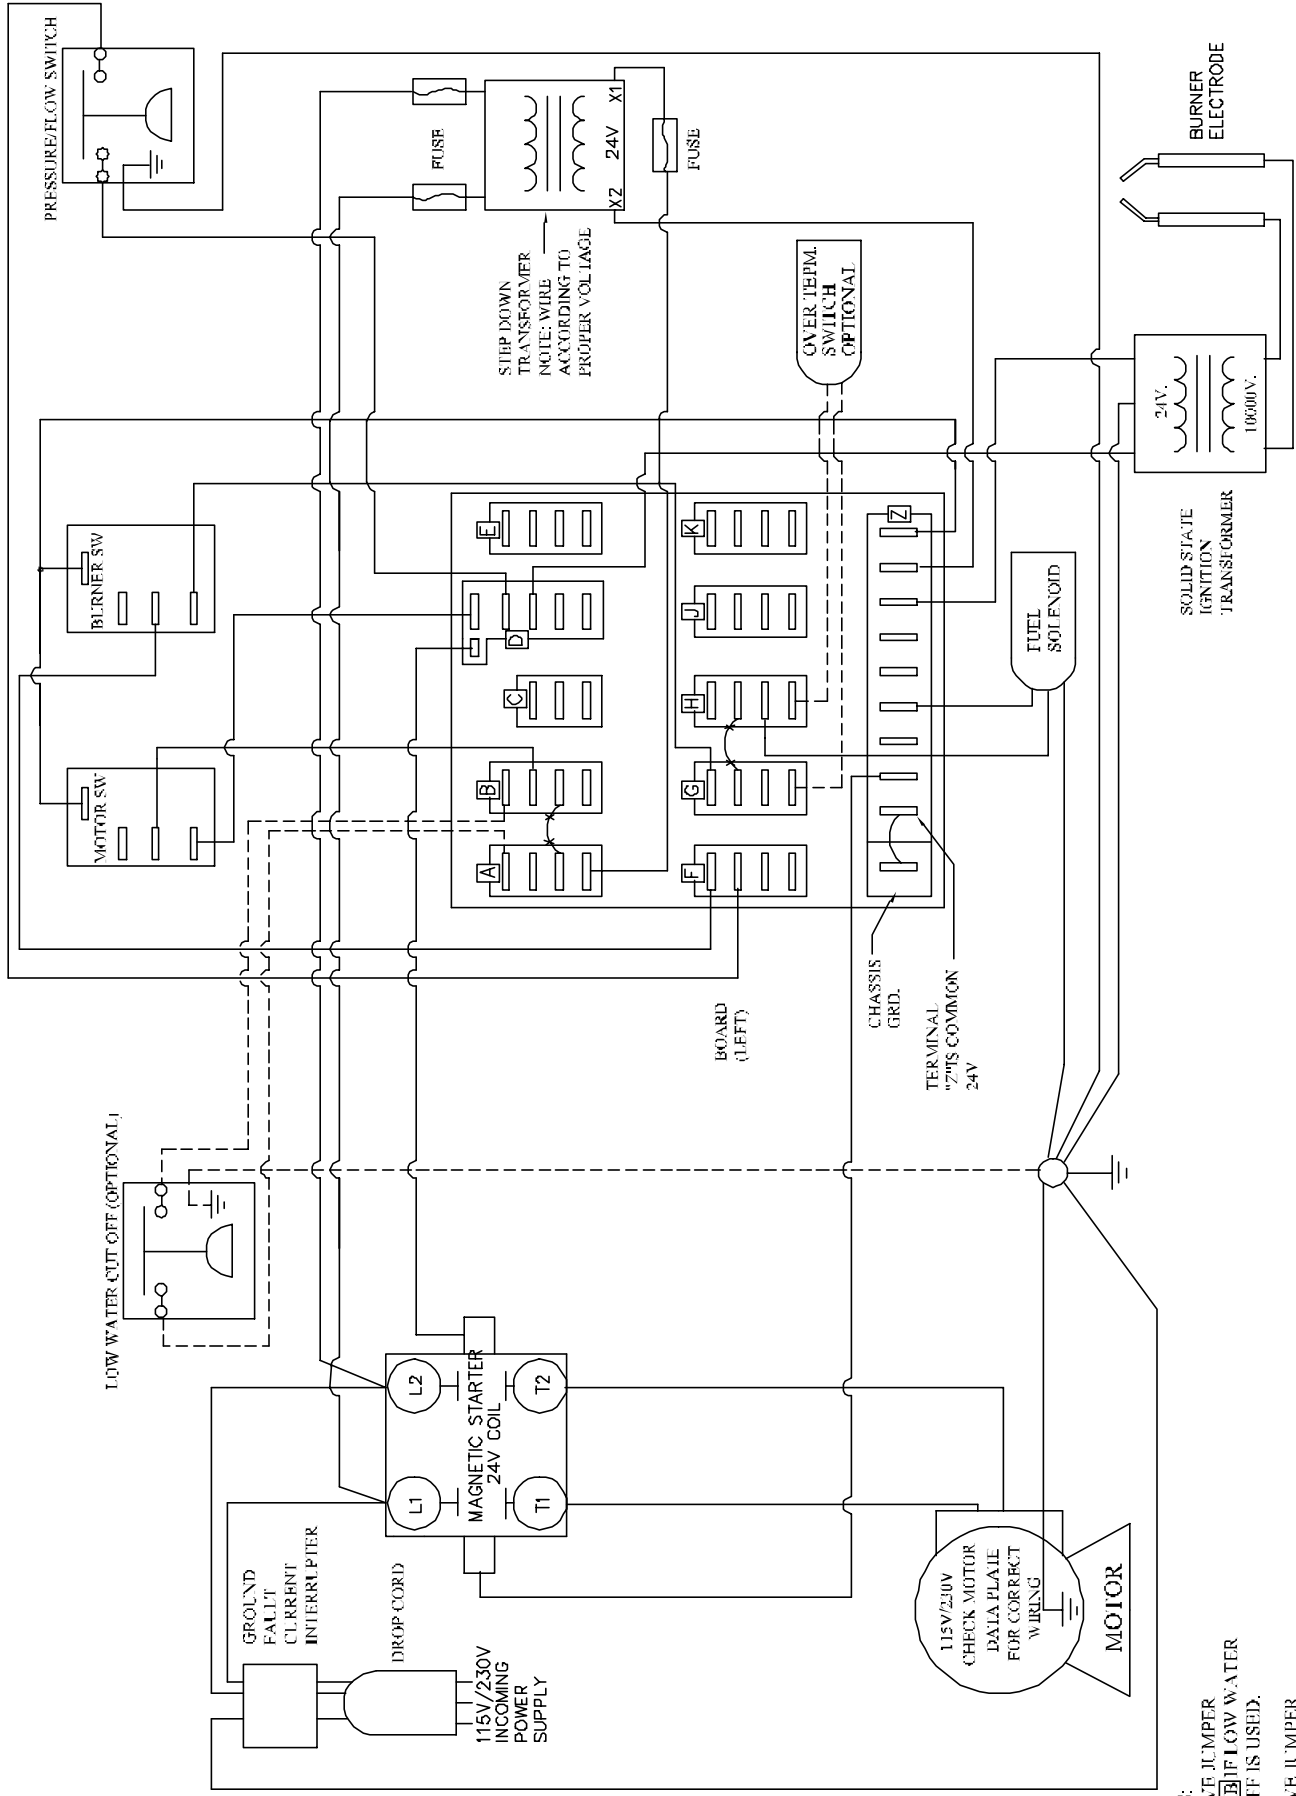 PRESSURE/FLOW SWITCH
FUSE
X1
24V
X2
FUSE
STEP DOWN
TRANSFORMER
NOTE: WIRE
ACCORDING TO
PROPER VOLTAGE
OVER TEPM.
SWITCH
OPTIONAL
BURNER
ELECTRODE
24V.
10000V.
SOLID STATE
IGNITION
TRANSFORMER
BURNER SW
MOTOR SW
E
D
C
B
A
K
J
H
G
F
Z
FUEL
SOLENOID
CHASSIS
GRD.
TERMINAL
"Z" IS COMMON
24V
BOARD
(LEFT)
LOW WATER CUT OFF (OPTIONAL)
L2
T2
MAGNETIC STARTER
24V COIL
L1
T1
GROUND
FAULT
CURRENT
INTERRUPTER
DROP CORD
115V/230V
INCOMING
POWER
SUPPLY
115V/230V
CHECK MOTOR
DATA PLATE
FOR CORRECT
WIRING
MOTOR
JUMPER
B IF LOW WATER
IS USED.
JUMPER